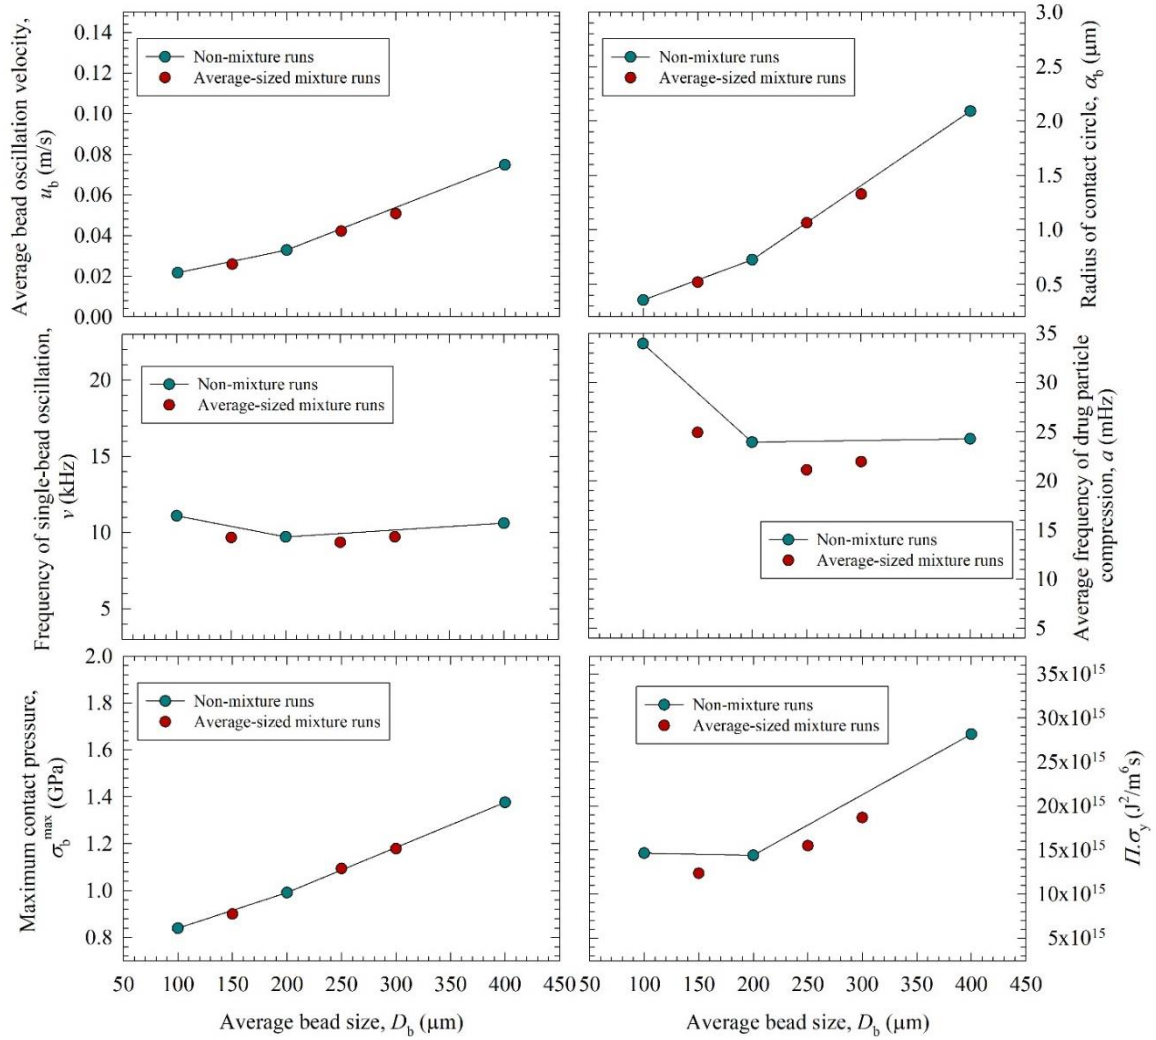 Average bead oscillation velocity,
u_b (m/s)
0.14
0.12
0.10
0.08
0.06
0.04
0.02
0.00
Non-mixture runs
Average-sized mixture runs
Non-mixture runs
Average-sized mixture runs
3.0
2.5
2.0
1.5
1.0
0.5
Radius of contact circle, α_b (μm)
Frequency of single-bead oscillation,
ν (kHz)
20
15
10
5
Non-mixture runs
Average-sized mixture runs
Non-mixture runs
Average-sized mixture runs
35
30
25
20
15
10
5
Average frequency of drug particle
compression, a (mHz)
Maximum contact pressure,
σ_b^max (GPa)
2.0
1.8
1.6
1.4
1.2
1.0
0.8
Non-mixture runs
Average-sized mixture runs
50 100 150 200 250 300 350 400 450
Average bead size, D_b (μm)
Non-mixture runs
Average-sized mixture runs
35x10^15
30x10^15
25x10^15
20x10^15
15x10^15
10x10^15
5x10^15
Π.σ_y (J²/m⁶s)
50 100 150 200 250 300 350 400 450
Average bead size, D_b (μm)